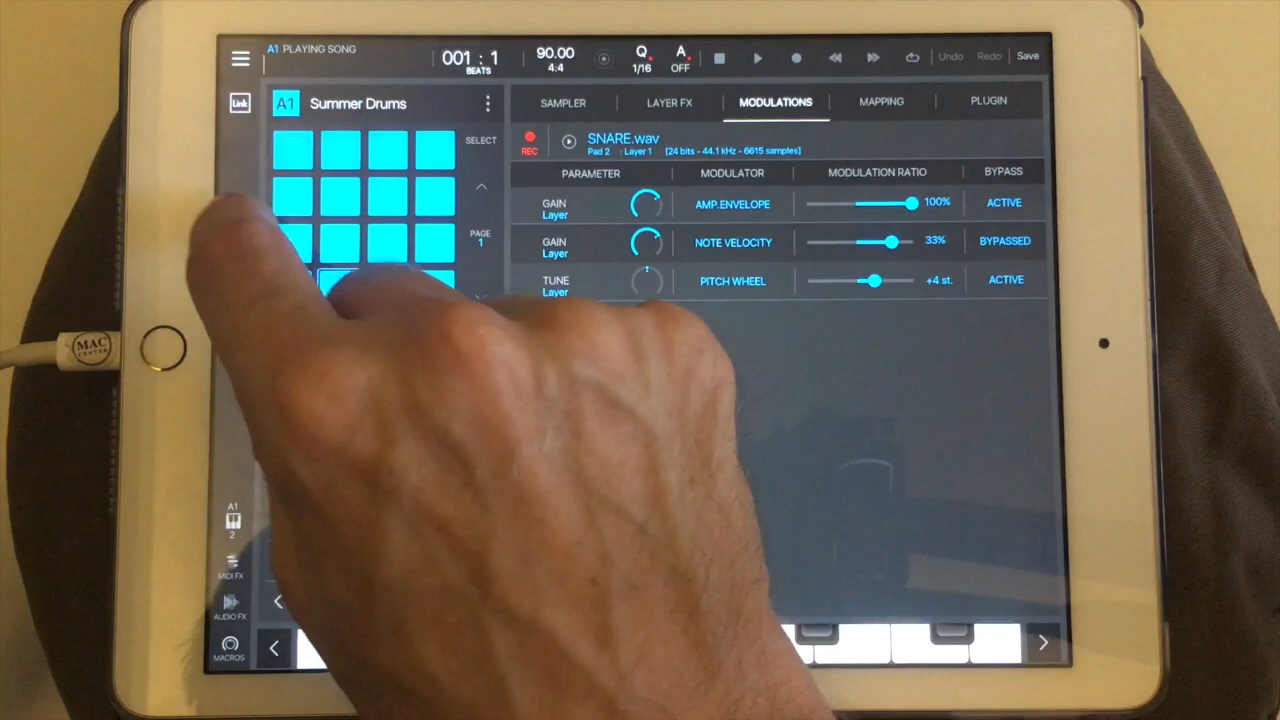 A1 PLAYING SONG
001 : 1
BEATS
90.00
4:4
Q
1/16
A
OFF
Undo
Redo
Save
Link
A1
Summer Drums
SELECT
PAGE
1
SAMPLER
LAYER FX
MODULATIONS
MAPPING
PLUGIN
REC
SNARE.wav
Pad 2 : Layer 1 [24 bits - 44.1 kHz - 6615 samples]
PARAMETER
MODULATOR
MODULATION RATIO
BYPASS
GAIN
Layer
AMP.ENVELOPE
100%
ACTIVE
GAIN
Layer
NOTE VELOCITY
33%
BYPASSED
TUNE
Layer
PITCH WHEEL
+4 st.
ACTIVE
MAC
CENTER
A1
2
MIDI FX
AUDIO FX
MACROS